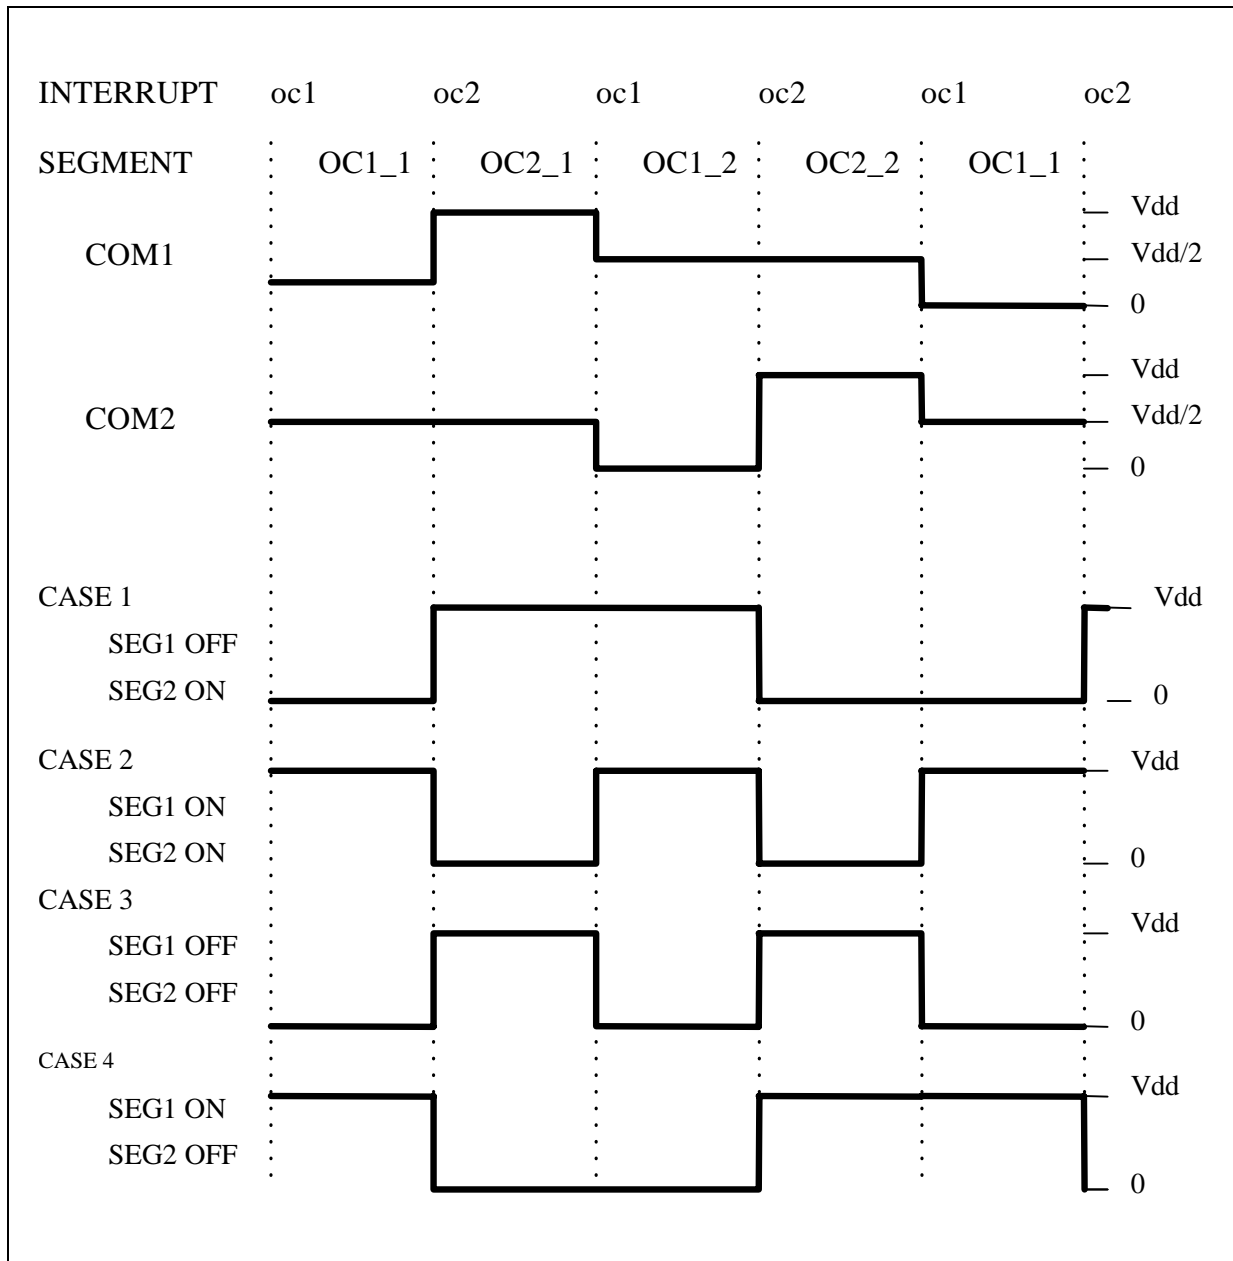 INTERRUPT oc1 oc2 oc1 oc2 oc1 oc2
SEGMENT OC1_1 OC2_1 OC1_2 OC2_2 OC1_1
Vdd
COM1 Vdd/2
0
Vdd
COM2 Vdd/2
0
CASE 1 Vdd
SEG1 OFF
SEG2 ON 0
CASE 2 Vdd
SEG1 ON
SEG2 ON 0
CASE 3
SEG1 OFF Vdd
SEG2 OFF
0
CASE 4
SEG1 ON Vdd
SEG2 OFF
0